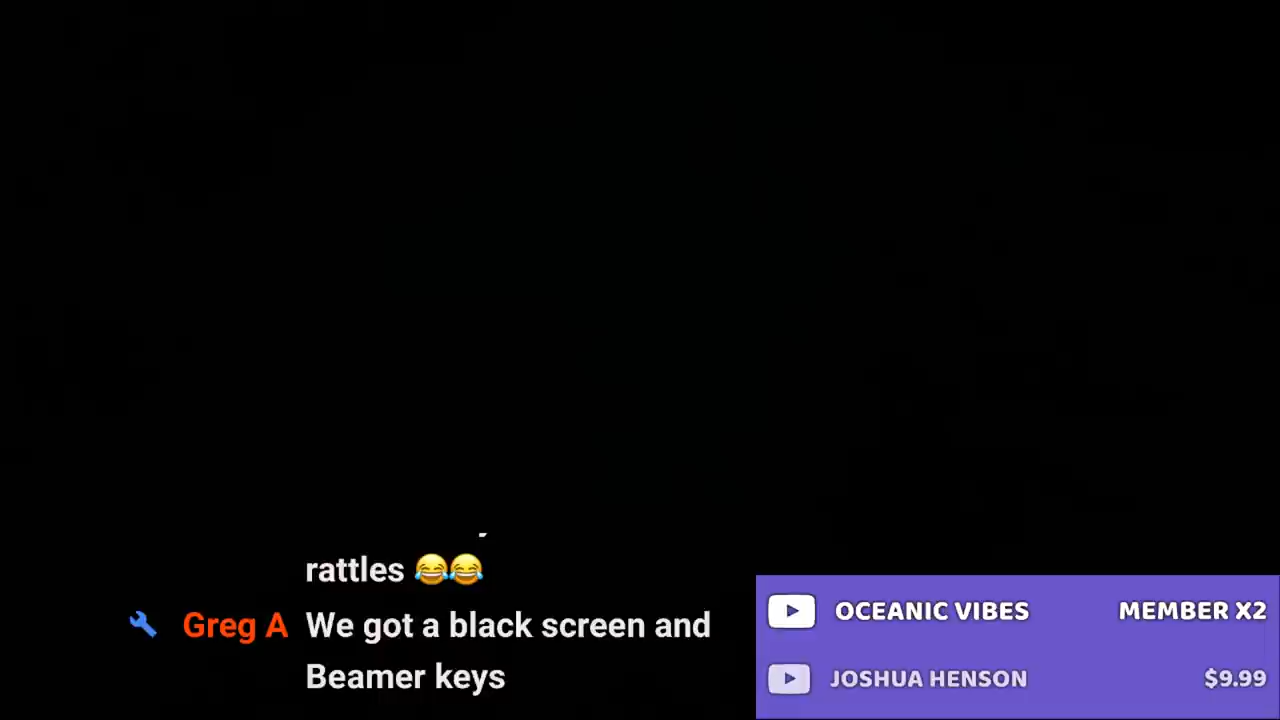 rattles 😂😂
Greg A We got a black screen and
Beamer keys
OCEANIC VIBES MEMBER X2
JOSHUA HENSON $9.99